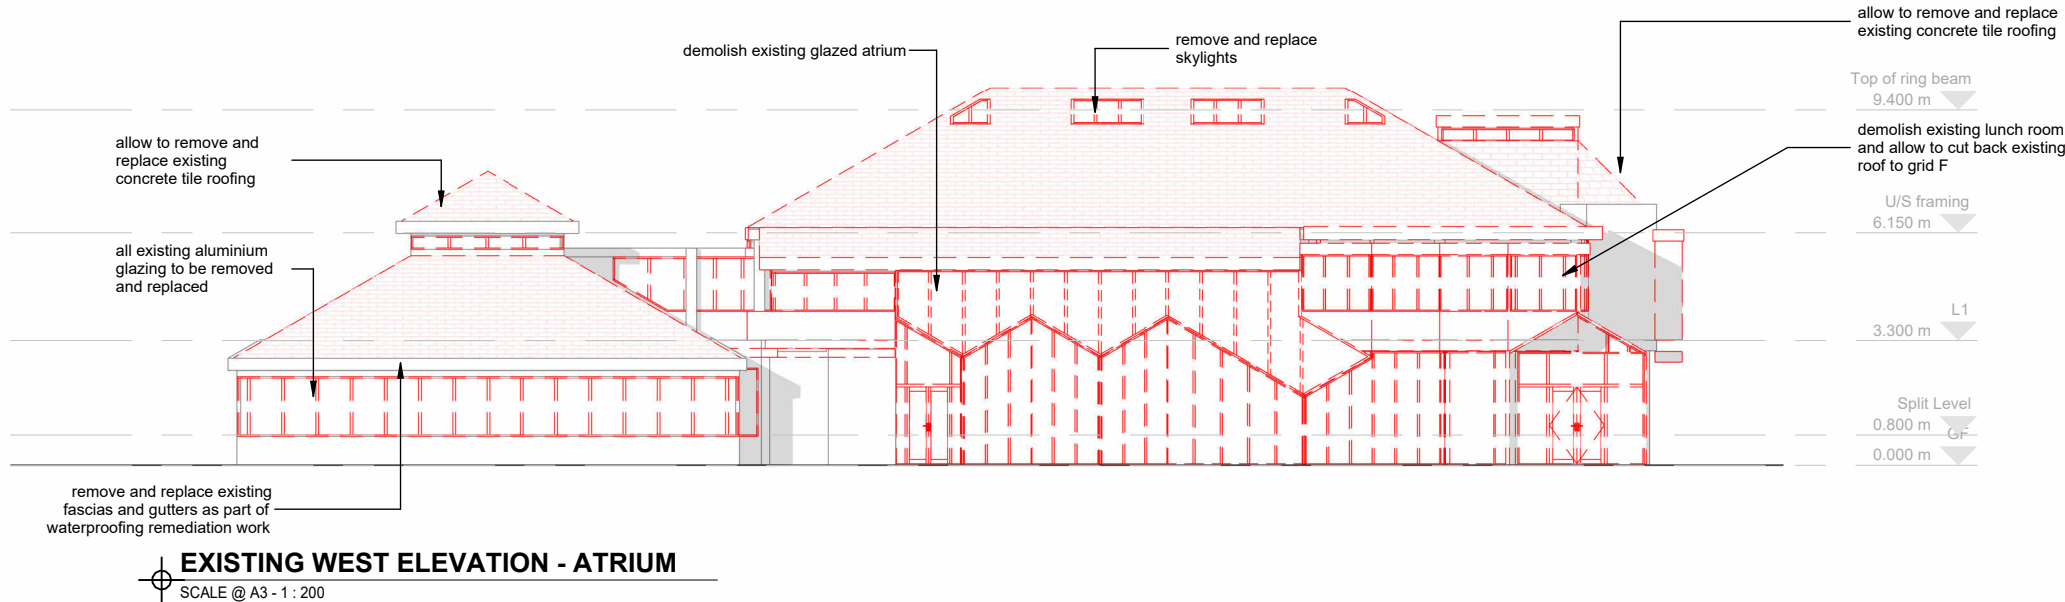 allow to remove and replace
existing concrete tile roofing
demolish existing glazed atrium
remove and replace
skylights
Top of ring beam
9.400 m
allow to remove and
replace existing
concrete tile roofing
demolish existing lunch room
and allow to cut back existing
roof to grid F
U/S framing
6.150 m
all existing aluminium
glazing to be removed
and replaced
L1
3.300 m
Split Level
0.800 m
GF
0.000 m
remove and replace existing
fascias and gutters as part of
waterproofing remediation work
EXISTING WEST ELEVATION - ATRIUM
SCALE @ A3 - 1 : 200